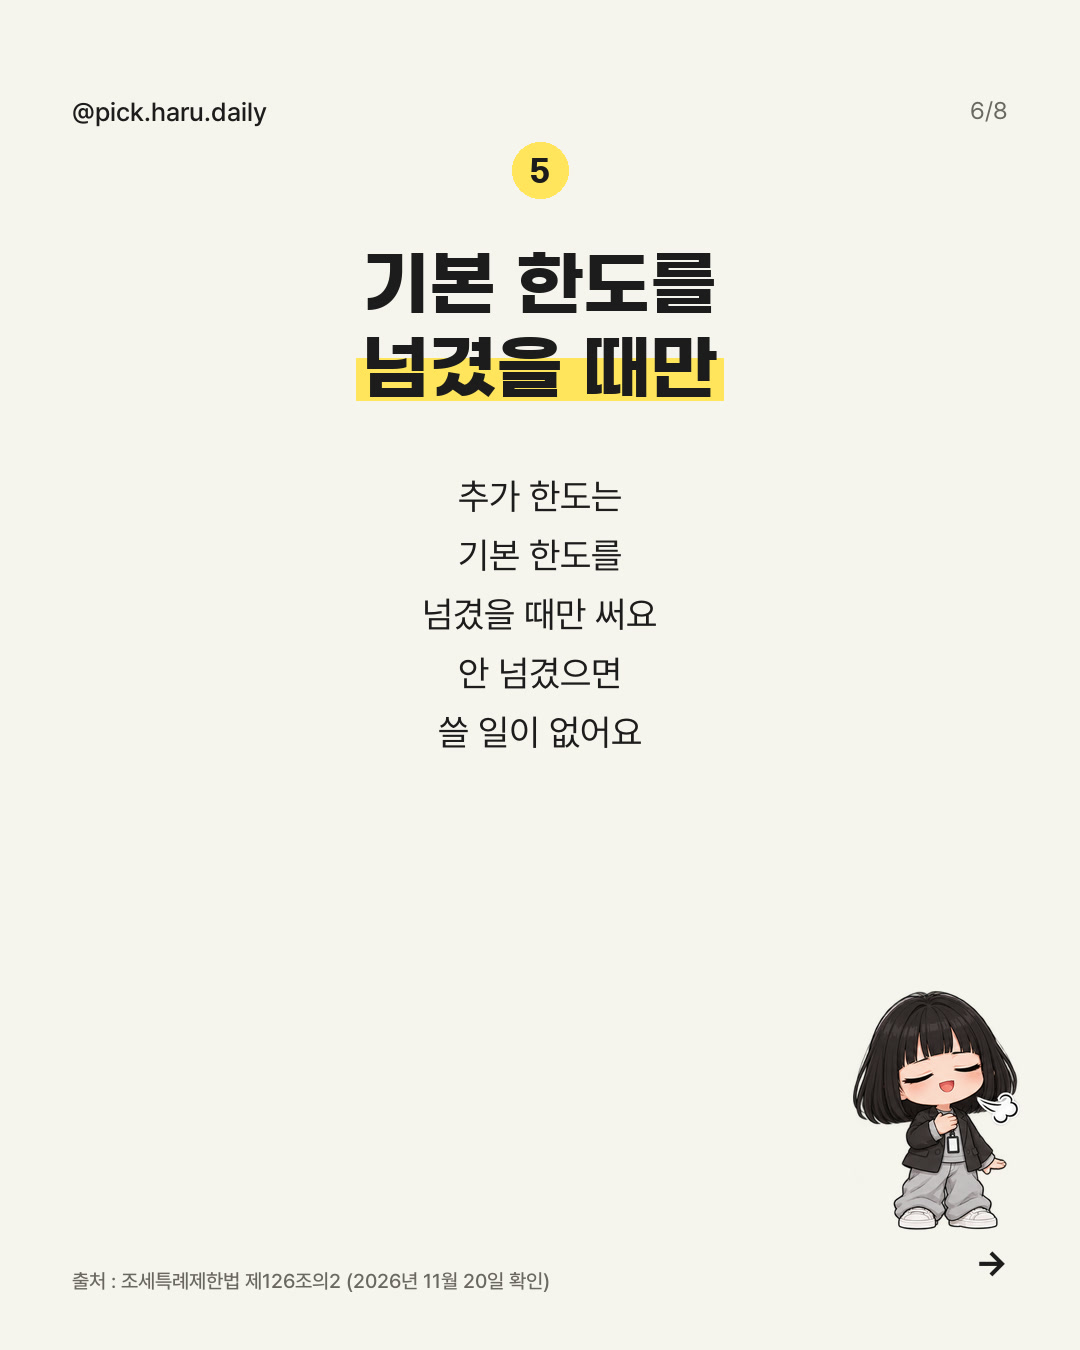 @pick.haru.daily
6/8
5
기본 한도를
넘겼을 때만
추가 한도는
기본 한도를
넘겼을 때만 써요
안 넘겼으면
쓸 일이 없어요
출처 : 조세특례제한법 제126조의2 (2026년 11월 20일 확인)
→